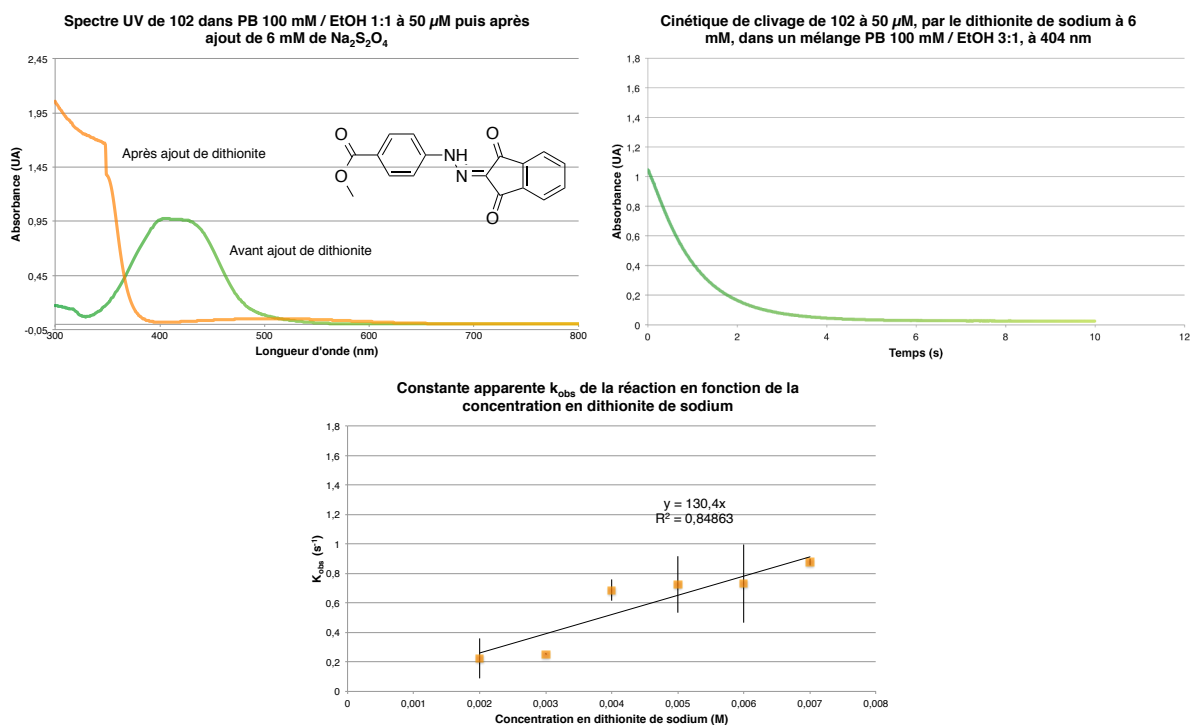 Spectre UV de 102 dans PB 100 mM / EtOH 1:1 à 50 µM puis après
ajout de 6 mM de Na₂S₂O₄
2,45
1,95
1,45
0,95
0,45
-0,05
Absorbance (UA)
Après ajout de dithionite
Avant ajout de dithionite
O
O
NH
N
O
O
300
400
500
600
700
800
Longueur d'onde (nm)
Cinétique de clivage de 102 à 50 µM, par le dithionite de sodium à 6
mM, dans un mélange PB 100 mM / EtOH 3:1, à 404 nm
1,8
1,6
1,4
1,2
1
0,8
0,6
0,4
0,2
0
Absorbance (UA)
0
2
4
6
8
10
12
Temps (s)
Constante apparente kobs de la réaction en fonction de la
concentration en dithionite de sodium
1,8
1,6
1,4
1,2
1
0,8
0,6
0,4
0,2
0
Kobs (s⁻¹)
y = 130,4x
R² = 0,84863
0
0,001
0,002
0,003
0,004
0,005
0,006
0,007
0,008
Concentration en dithionite de sodium (M)